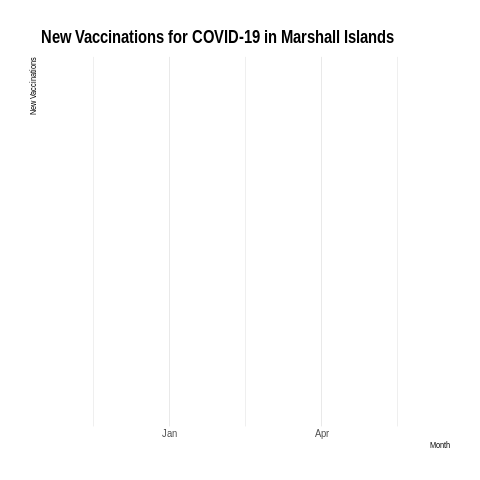 New Vaccinations for COVID-19 in Marshall Islands
New Vaccinations
Jan
Apr
Month